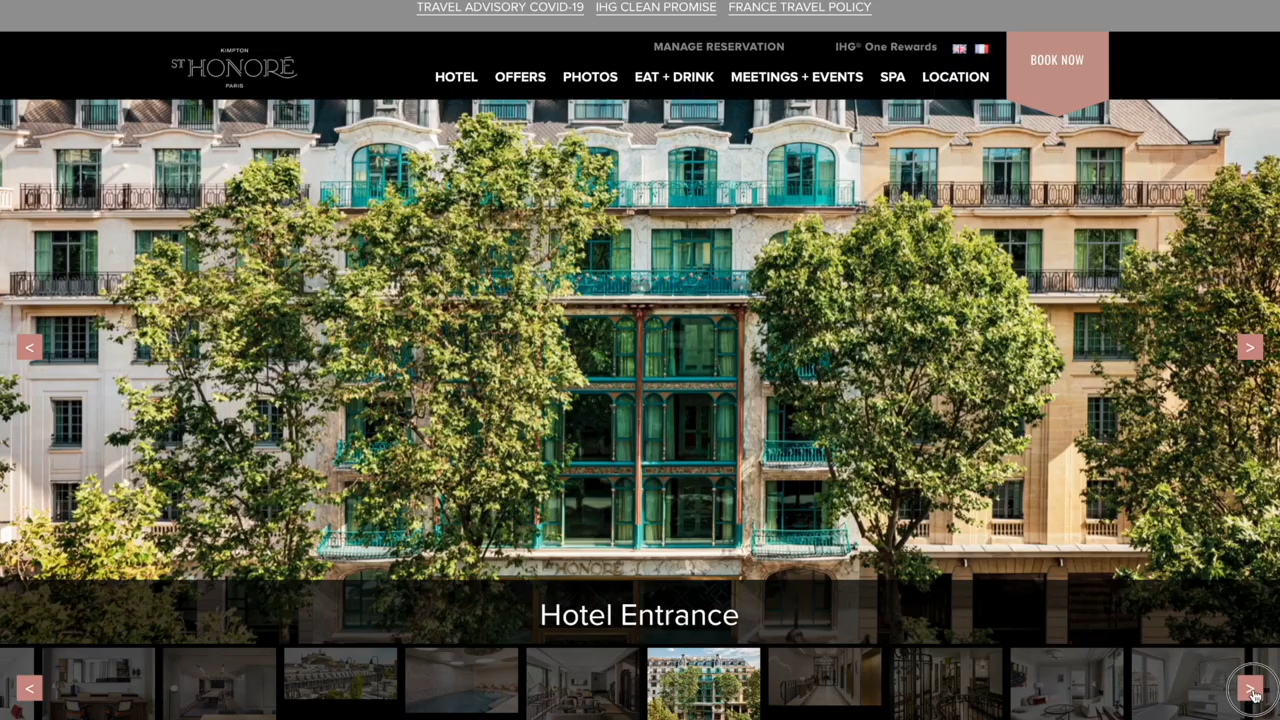 TRAVEL ADVISORY COVID-19 IHG CLEAN PROMISE FRANCE TRAVEL POLICY
MANAGE RESERVATION IHG® One Rewards
KIMPTON
ST HONORÉ
PARIS
HOTEL OFFERS PHOTOS EAT + DRINK MEETINGS + EVENTS SPA LOCATION
BOOK NOW
< >
HONORÉ
Hotel Entrance
< >